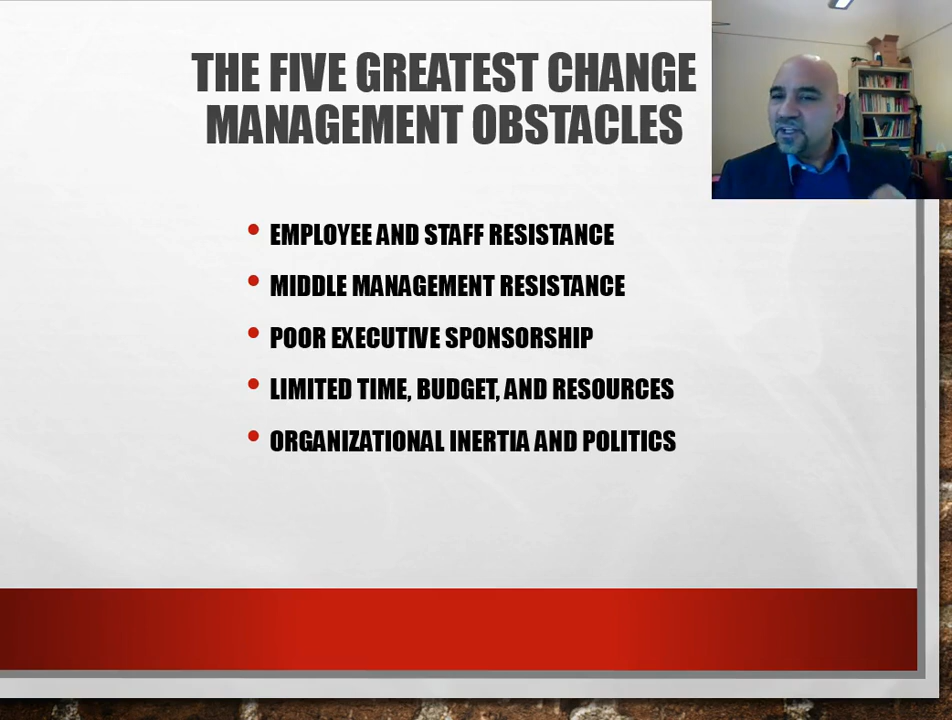 THE FIVE GREATEST CHANGE
MANAGEMENT OBSTACLES
• EMPLOYEE AND STAFF RESISTANCE
• MIDDLE MANAGEMENT RESISTANCE
• POOR EXECUTIVE SPONSORSHIP
• LIMITED TIME, BUDGET, AND RESOURCES
• ORGANIZATIONAL INERTIA AND POLITICS